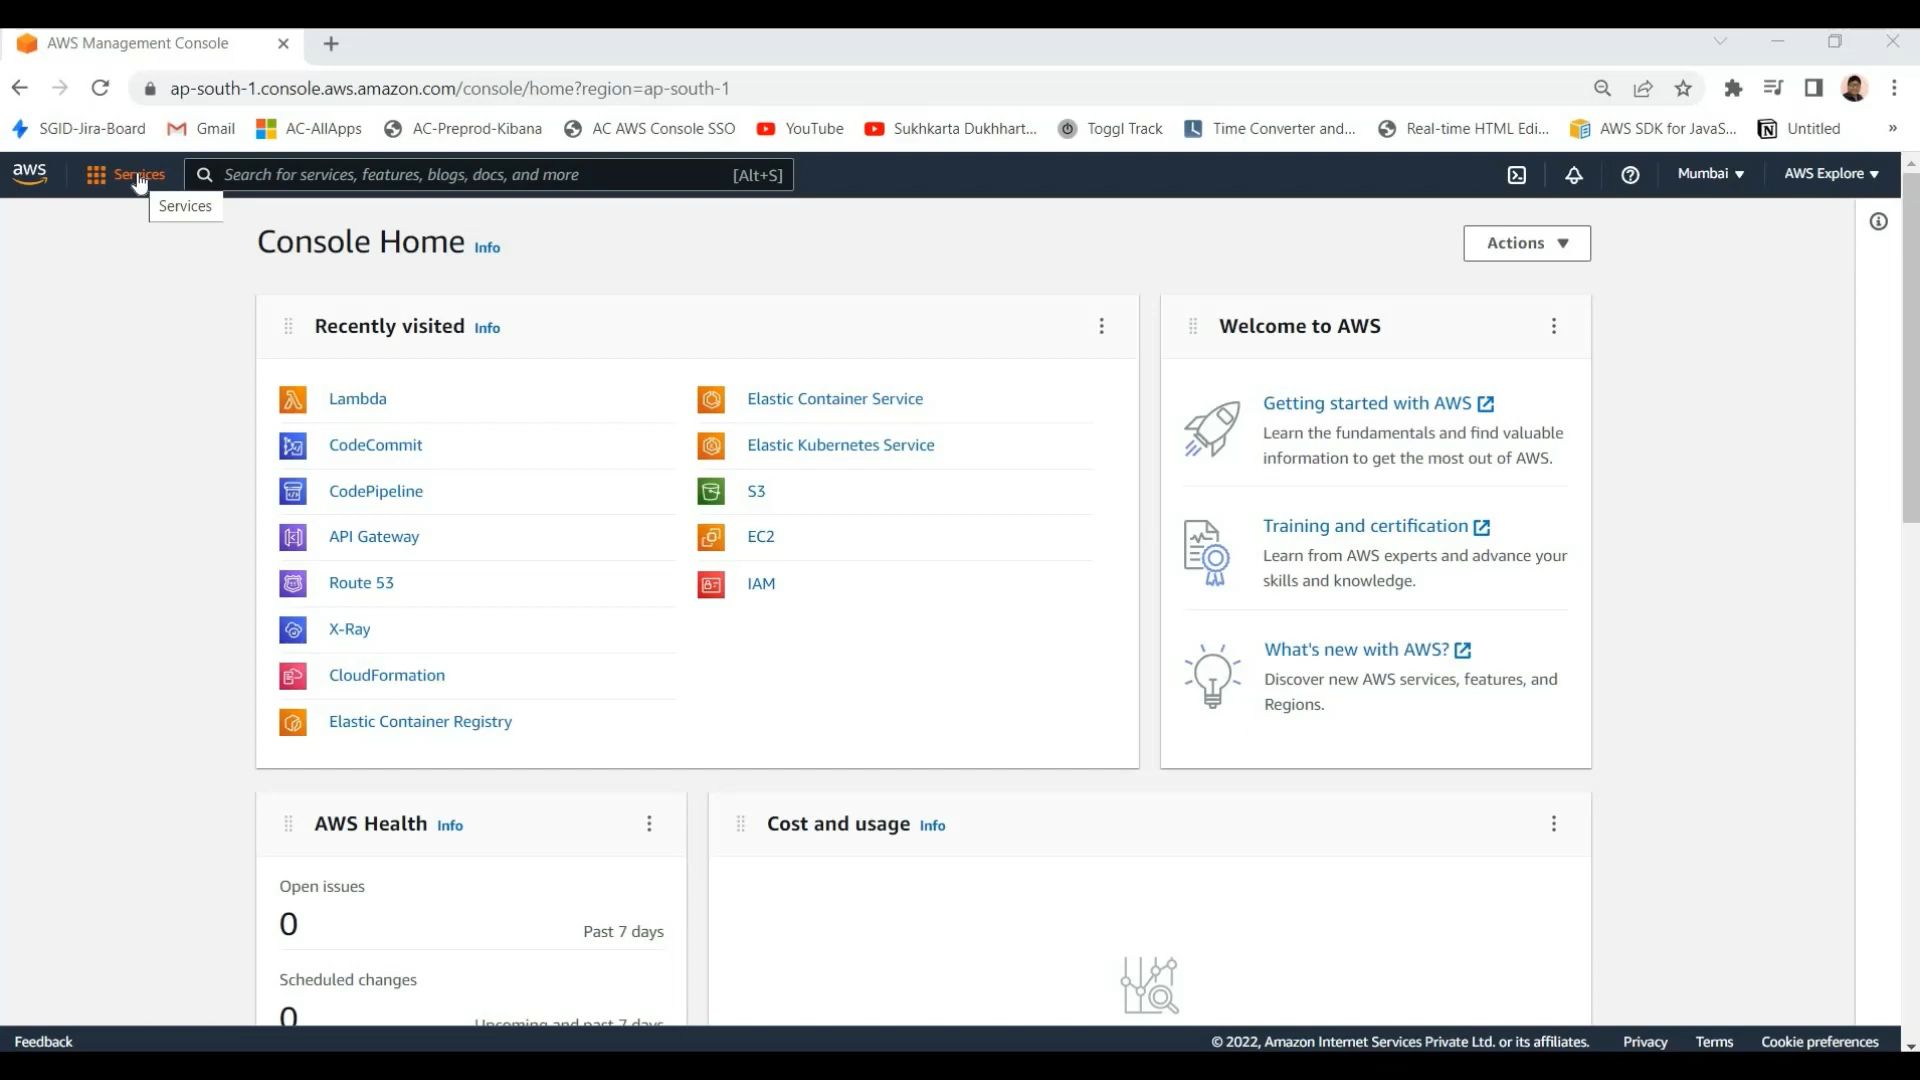 AWS Management Console
ap-south-1.console.aws.amazon.com/console/home?region=ap-south-1
SGID-Jira-Board Gmail AC-AllApps AC-Preprod-Kibana AC AWS Console SSO YouTube Sukhkarta Dukhhart... Toggl Track Time Converter and... Real-time HTML Edi... AWS SDK for JavaS... Untitled »
aws Services Search for services, features, blogs, docs, and more [Alt+S] Mumbai AWS Explore
Services
Console Home Info
Actions
Recently visited Info
Lambda
CodeCommit
CodePipeline
API Gateway
Route 53
X-Ray
CloudFormation
Elastic Container Registry
Elastic Container Service
Elastic Kubernetes Service
S3
EC2
IAM
Welcome to AWS
Getting started with AWS
Learn the fundamentals and find valuable
information to get the most out of AWS.
Training and certification
Learn from AWS experts and advance your
skills and knowledge.
What's new with AWS?
Discover new AWS services, features, and
Regions.
AWS Health Info
Open issues
0 Past 7 days
Scheduled changes
0 Upcoming and past 7 days
Cost and usage Info
Feedback © 2022, Amazon Internet Services Private Ltd. or its affiliates. Privacy Terms Cookie preferences